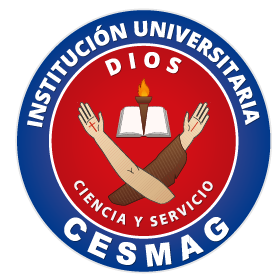 INSTITUCIÓN UNIVERSITARIA
DIOS
CIENCIA Y SERVICIO
CESMAG